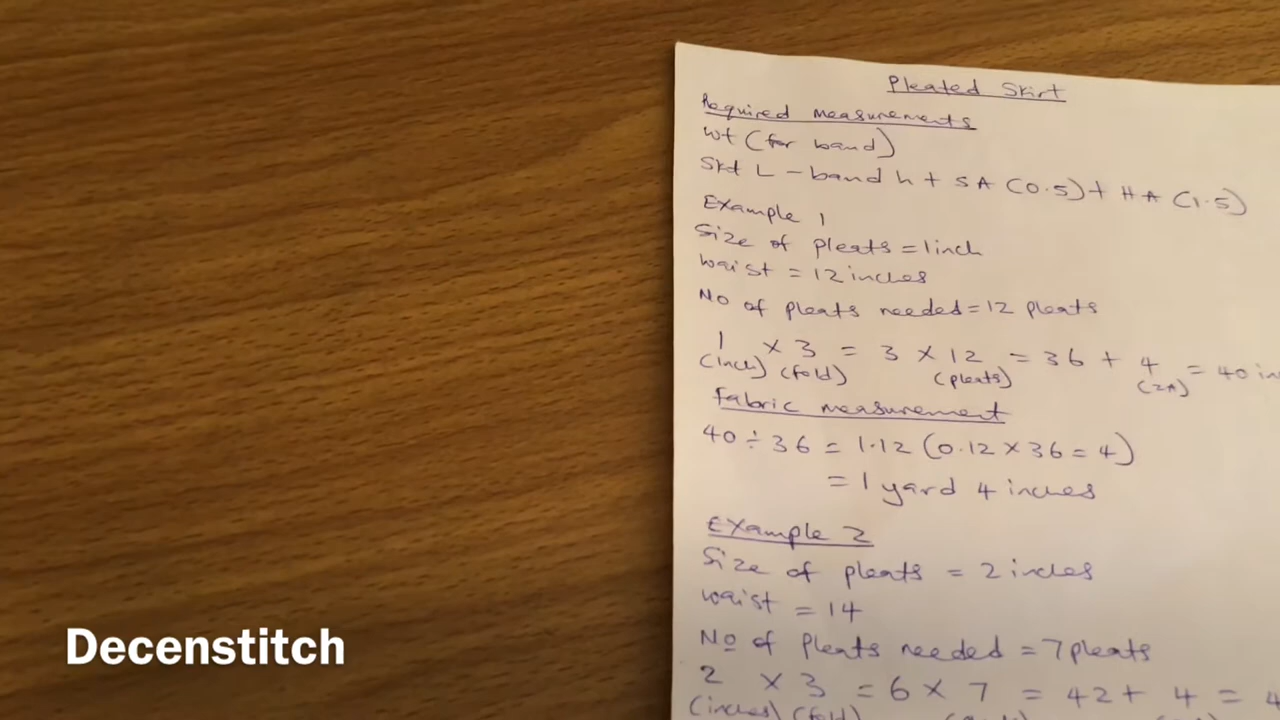 Pleated Skirt
Required measurements
wt (for band)
Skt L - band h + SA (0.5) + HA (1.5)
Example 1
Size of pleats = 1inch
waist = 12 inches
No of pleats needed = 12 pleats
1 × 3 = 3 × 12 = 36 + 4 = 40 in
(inch) (fold) (pleats) (ZA)
Fabric measurement
40 ÷ 36 = 1.12 (0.12 × 36 = 4)
= 1 yard 4 inches
Example 2
Size of pleats = 2 inches
waist = 14
No of pleats needed = 7 pleats
2 × 3 = 6 × 7 = 42 + 4 = 4
(inches) (fold)
Decenstitch